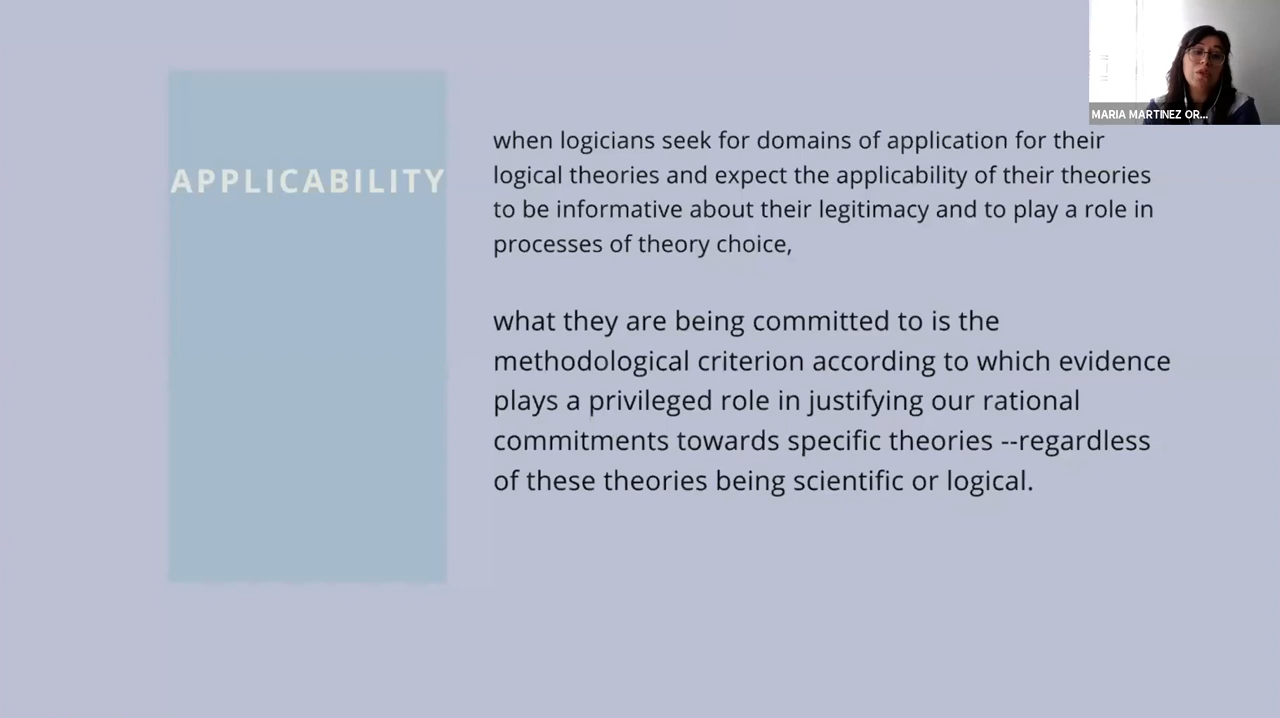 MARIA MARTINEZ OR...
APPLICABILITY
when logicians seek for domains of application for their
logical theories and expect the applicability of their theories
to be informative about their legitimacy and to play a role in
processes of theory choice,
what they are being committed to is the
methodological criterion according to which evidence
plays a privileged role in justifying our rational
commitments towards specific theories --regardless
of these theories being scientific or logical.